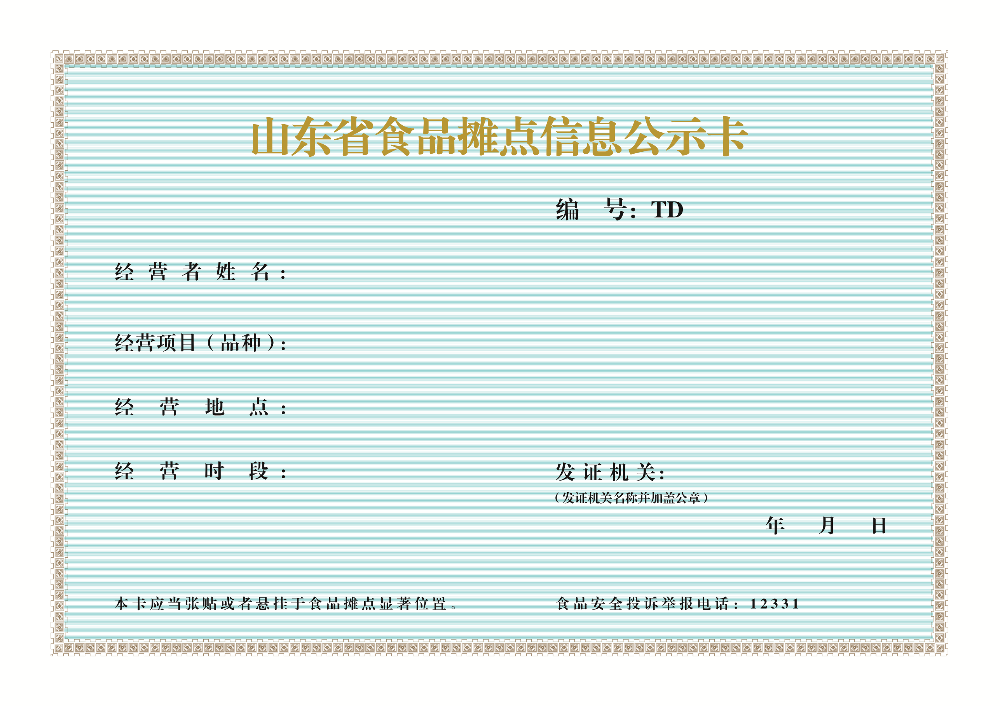 山东省食品摊点信息公示卡
编 号：TD
经 营 者 姓 名：
经营项目（品种）：
经 营 地 点：
经 营 时 段：
发 证 机 关：
（发证机关名称并加盖公章）
年 月 日
本卡应当张贴或者悬挂于食品摊点显著位置。
食品安全投诉举报电话：12331